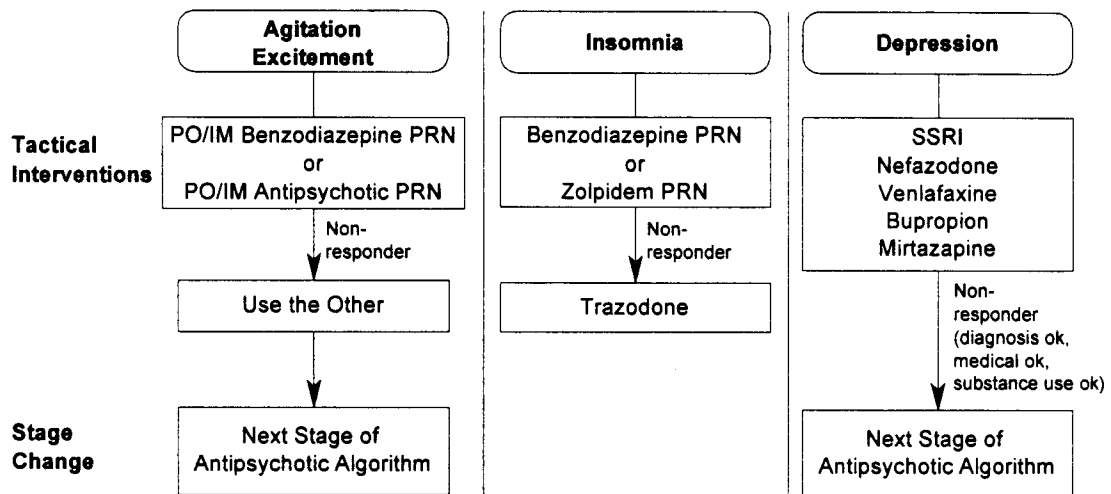 Agitation
Excitement
Insomnia
Depression
Tactical
Interventions
PO/IM Benzodiazepine PRN
or
PO/IM Antipsychotic PRN
Non-
responder
Use the Other
Benzodiazepine PRN
or
Zolpidem PRN
Non-
responder
Trazodone
SSRI
Nefazodone
Venlafaxine
Bupropion
Mirtazapine
Non-
responder
(diagnosis ok,
medical ok,
substance use ok)
Stage
Change
Next Stage of
Antipsychotic Algorithm
Next Stage of
Antipsychotic Algorithm